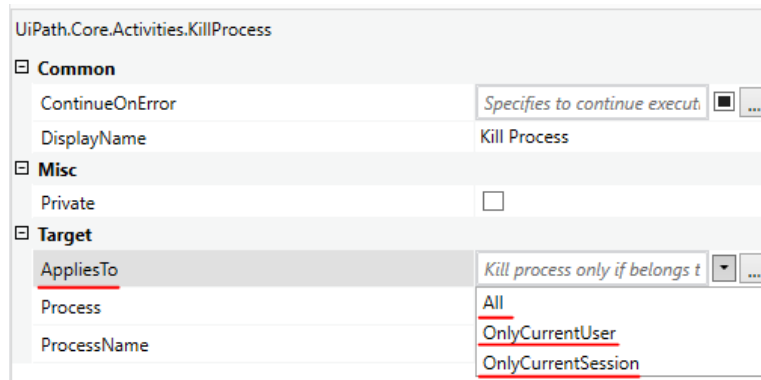 UiPath.Core.Activities.KillProcess
Common
ContinueOnError Specifies to continue executi ...
DisplayName Kill Process
Misc
Private
Target
AppliesTo Kill process only if belongs t ...
Process All
OnlyCurrentUser
ProcessName
OnlyCurrentSession